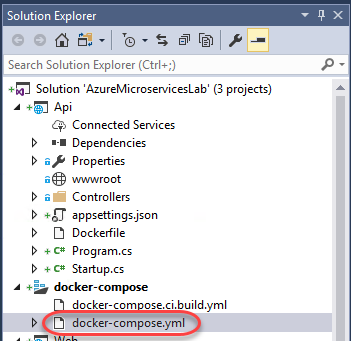 Solution Explorer
Search Solution Explorer (Ctrl+;)
Solution 'AzureMicroservicesLab' (3 projects)
Api
Connected Services
Dependencies
Properties
wwwroot
Controllers
appsettings.json
Dockerfile
C# Program.cs
C# Startup.cs
docker-compose
docker-compose.ci.build.yml
docker-compose.yml
Web